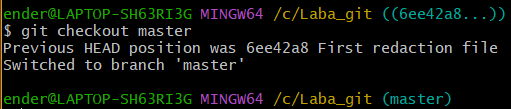 ender@LAPTOP-SH63RI3G MINGW64 /c/Laba_git ((6ee42a8...))
$ git checkout master
Previous HEAD position was 6ee42a8 First redaction file
Switched to branch 'master'
ender@LAPTOP-SH63RI3G MINGW64 /c/Laba_git (master)